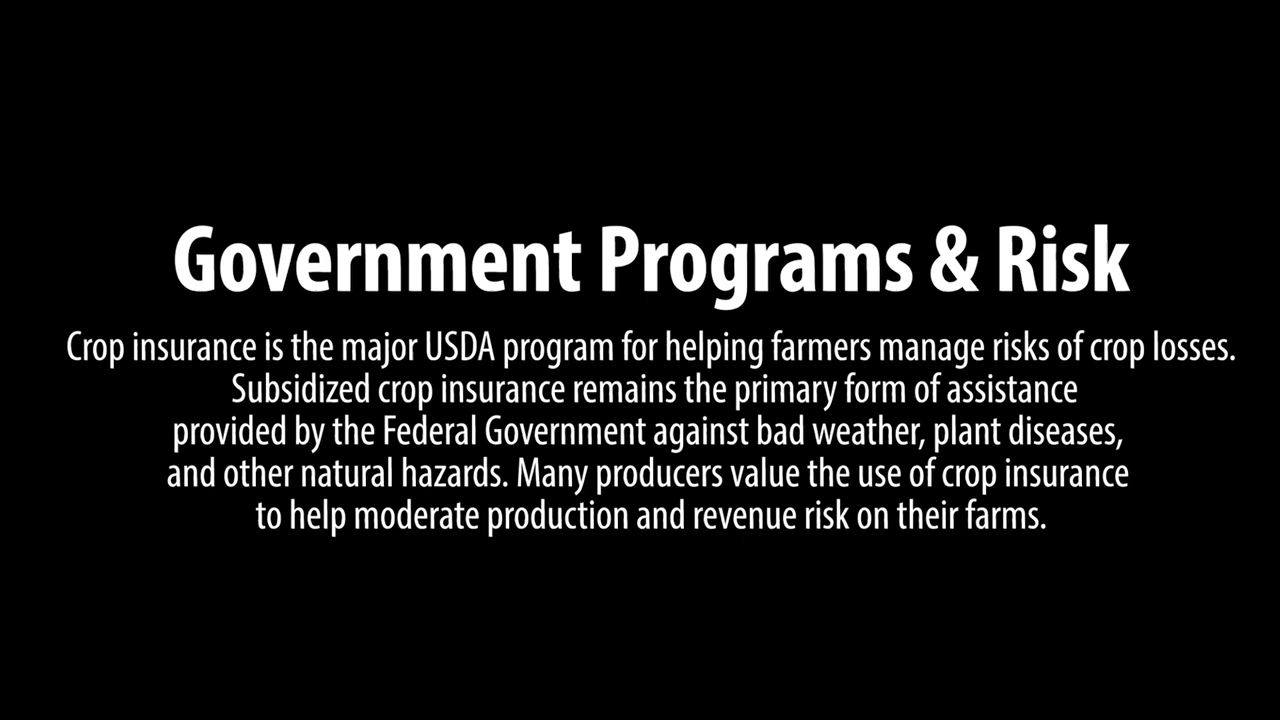 Government Programs & Risk
Crop insurance is the major USDA program for helping farmers manage risks of crop losses.
Subsidized crop insurance remains the primary form of assistance
provided by the Federal Government against bad weather, plant diseases,
and other natural hazards. Many producers value the use of crop insurance
to help moderate production and revenue risk on their farms.